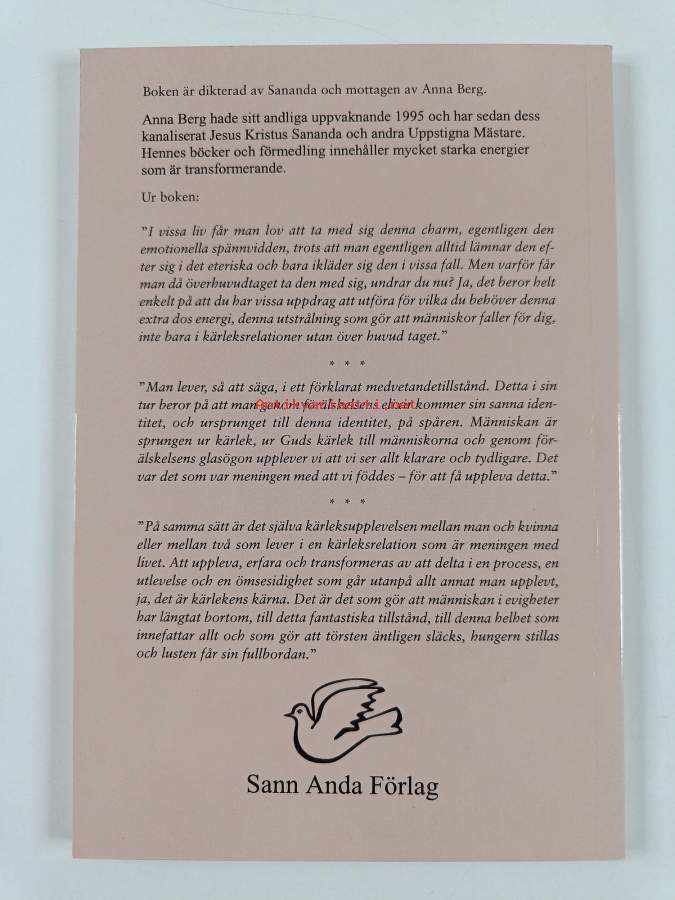 Boken är dikterad av Sananda och mottagen av Anna Berg.
Anna Berg hade sitt andliga uppvaknande 1995 och har sedan dess
kanaliserat Jesus Kristus Sananda och andra Uppstigna Mästare.
Hennes böcker och förmedling innehåller mycket starka energier
som är transformerande.
Ur boken:
”I vissa liv får man lov att ta med sig denna charm, egentligen den
emotionella spännvidden, trots att man egentligen alltid lämnar den ef-
ter sig i det eteriska och bara ikläder sig den i vissa fall. Men varför får
man då överhuvudtaget ta den med sig, undrar du nu? Ja, det beror helt
enkelt på att du har vissa uppdrag att utföra för vilka du behöver denna
extra dos energi, denna utstrålning som gör att människor faller för dig,
inte bara i kärleksrelationer utan över huvud taget.”
* * *
”Man lever, så att säga, i ett förklarat medvetandetillstånd. Detta i sin
tur beror på att man genom förälskelsens kommer sin sanna iden-
titet, och ursprunget till denna identitet, på spåren. Människan är
sprungen ur kärlek, ur Guds kärlek till människorna och genom för-
älskelsens glasögon upplever vi att vi ser allt klarare och tydligare. Det
var det som var meningen med att vi föddes – för att få uppleva detta.”
* * *
”På samma sätt är det själva kärleksupplevelsen mellan man och kvinna
eller mellan två som lever i en kärleksrelation som är meningen med
livet. Att uppleva, erfara och transformeras av att delta i en process, en
utlevelse och en ömsesidighet som går utanpå allt annat man upplevt,
ja, det är kärlekens kärna. Det är det som gör att människan i evigheter
har längtat bortom, till detta fantastiska tillstånd, till denna helhet som
innefattar allt och som gör att törsten äntligen släcks, hungern stillas
och lusten får sin fullbordan.”
Sann Anda Förlag